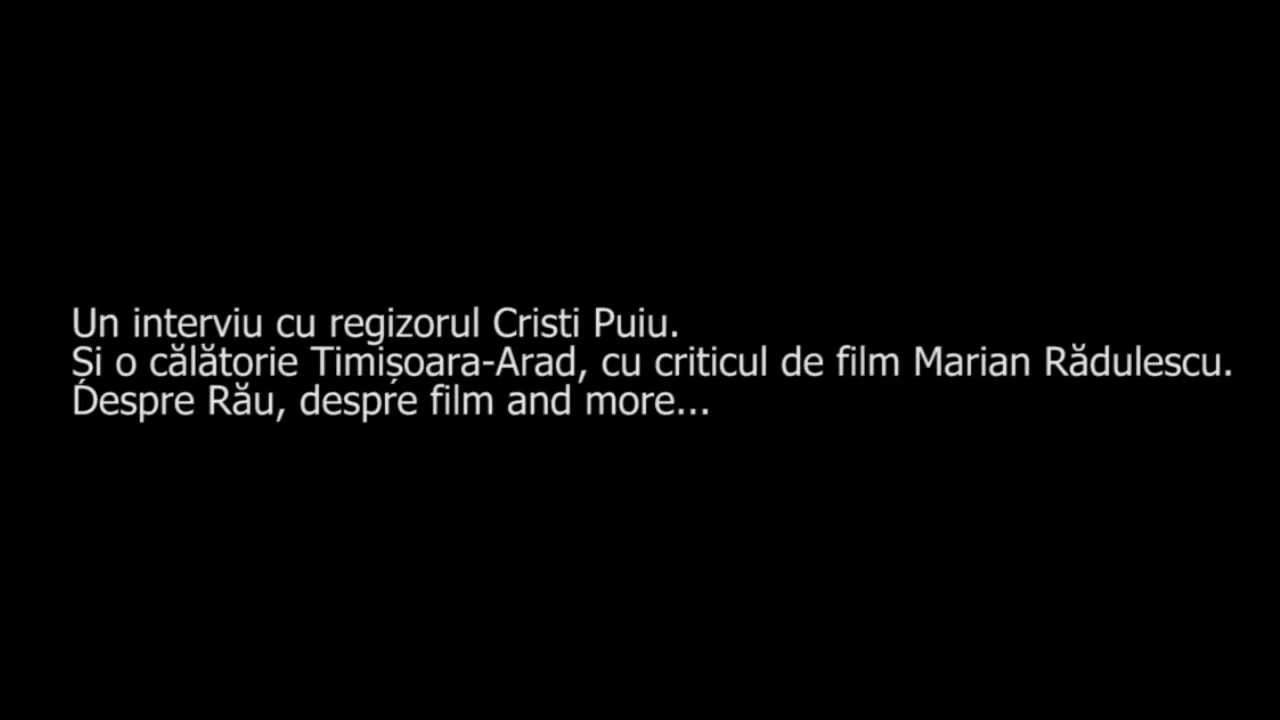 Un interviu cu regizorul Cristi Puiu.
Și o călătorie Timișoara-Arad, cu criticul de film Marian Rădulescu.
Despre Rău, despre film and more...